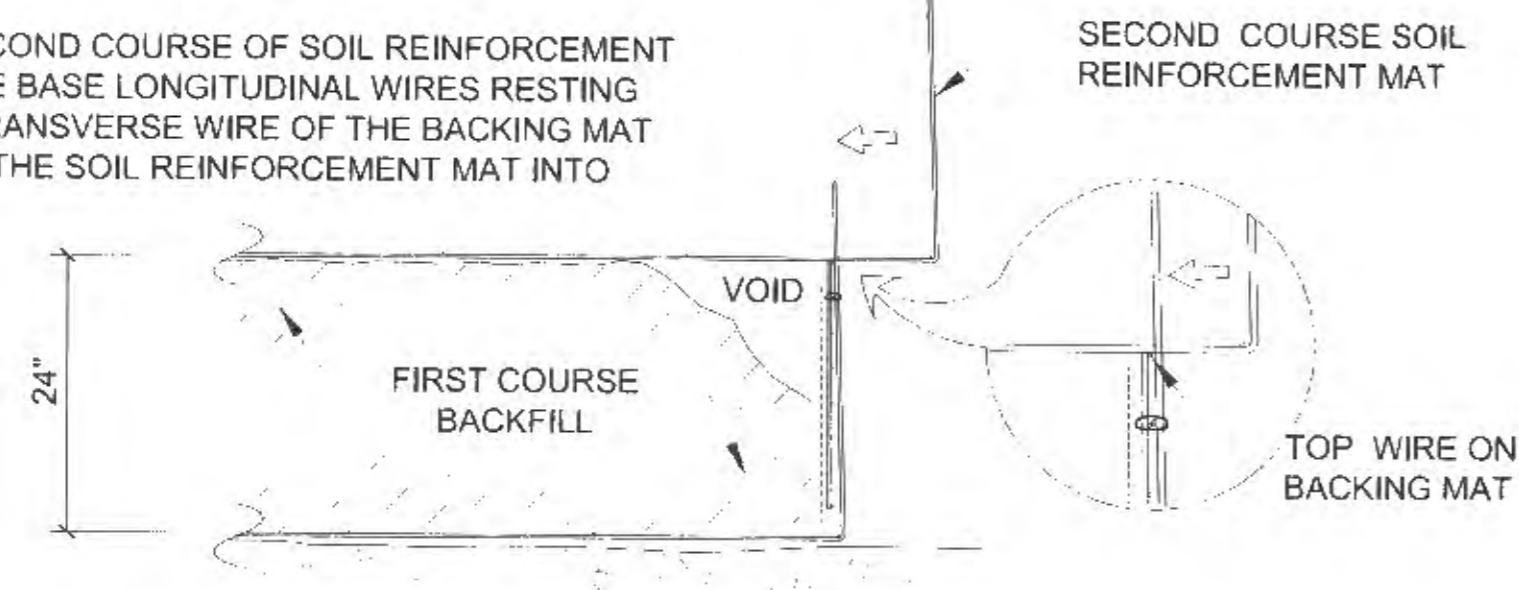 COND COURSE OF SOIL REINFORCEMENT
E BASE LONGITUDINAL WIRES RESTING
RANSVERSE WIRE OF THE BACKING MAT
THE SOIL REINFORCEMENT MAT INTO
SECOND COURSE SOIL
REINFORCEMENT MAT
VOID
24"
FIRST COURSE
BACKFILL
TOP WIRE ON
BACKING MAT